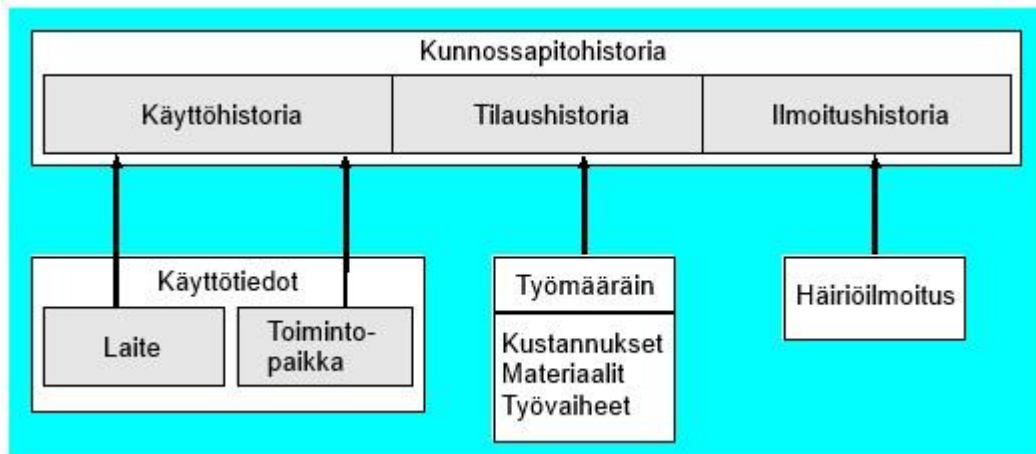 Kunnossapitohistoria
Käyttöhistoria
Tilaushistoria
Ilmoitushistoria
Käyttötiedot
Laite
Toiminto-
paikka
Työmääräin
Kustannukset
Materiaalit
Työvaiheet
Häiriöilmoitus